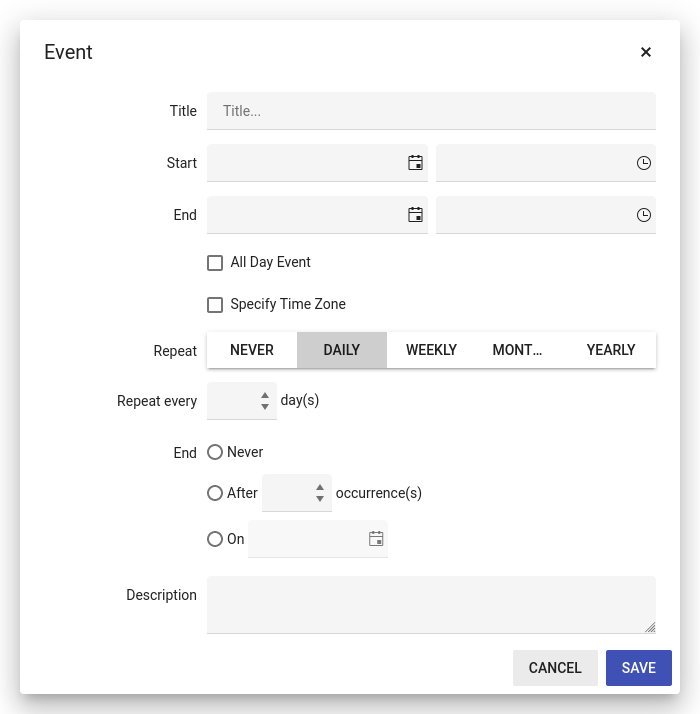 Event
Title Title...
Start
End
All Day Event
Specify Time Zone
Repeat NEVER DAILY WEEKLY MONT... YEARLY
Repeat every day(s)
End Never
After occurrence(s)
On
Description
CANCEL SAVE